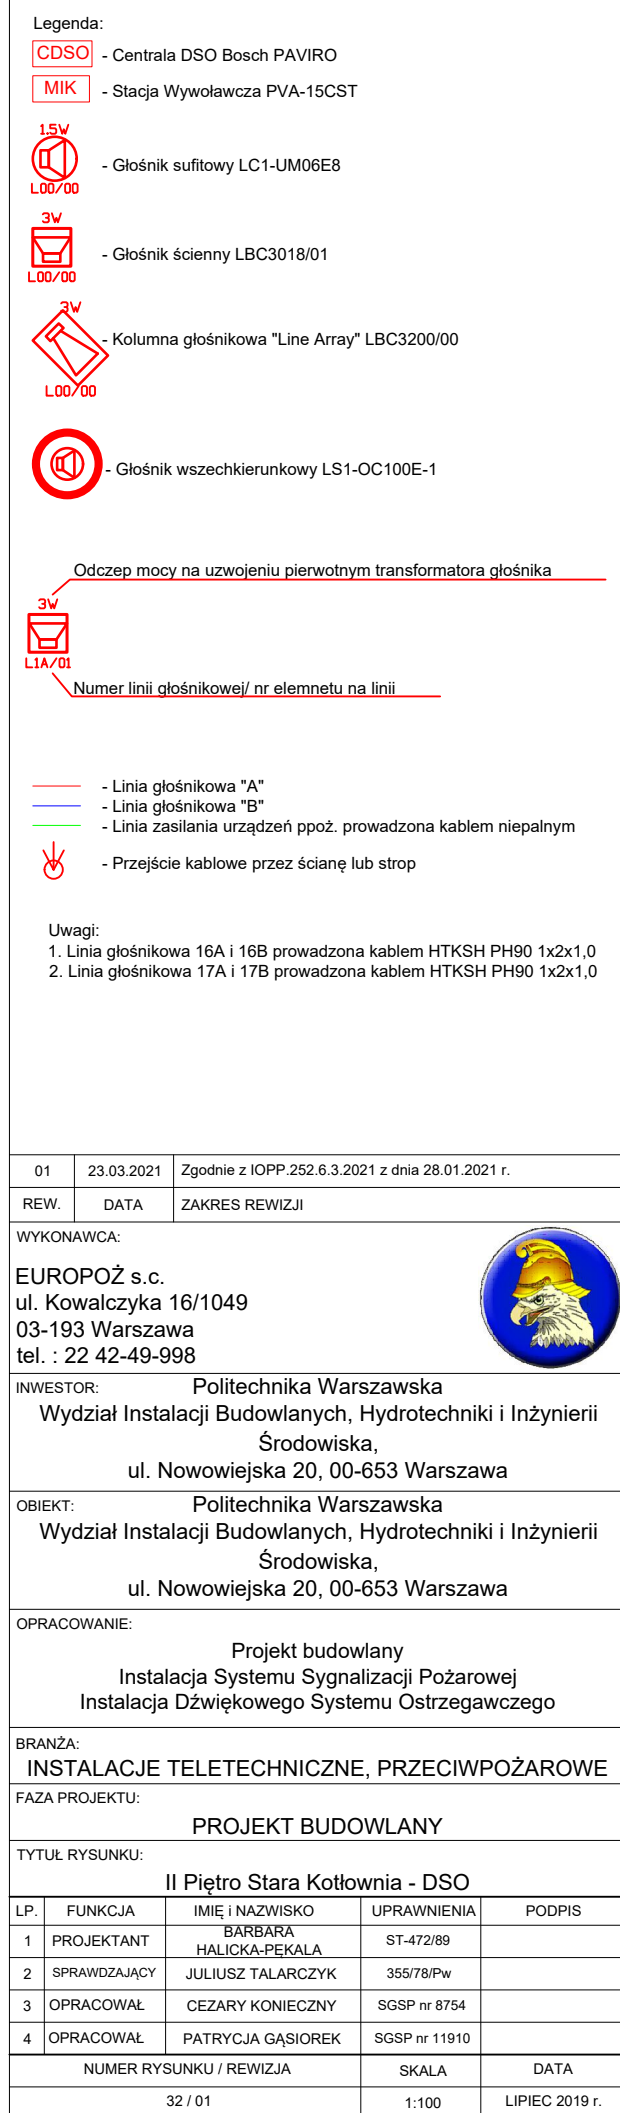 Legenda:
CDSO - Centrala DSO Bosch PAVIRO
MIK - Stacja Wywoławcza PVA-15CST
1.5W
- Głośnik sufitowy LC1-UM06E8
L00/00
3W
- Głośnik ścienny LBC3018/01
L00/00
3W
- Kolumna głośnikowa "Line Array" LBC3200/00
L00/00
- Głośnik wszechkierunkowy LS1-OC100E-1
Odczep mocy na uzwojeniu pierwotnym transformatora głośnika
3W
L1A/01
Numer linii głośnikowej/ nr elemnetu na linii
- Linia głośnikowa "A"
- Linia głośnikowa "B"
- Linia zasilania urządzeń ppoż. prowadzona kablem niepalnym
- Przejście kablowe przez ścianę lub strop
Uwagi:
1. Linia głośnikowa 16A i 16B prowadzona kablem HTKSH PH90 1x2x1,0
2. Linia głośnikowa 17A i 17B prowadzona kablem HTKSH PH90 1x2x1,0
01 23.03.2021 Zgodnie z IOPP.252.6.3.2021 z dnia 28.01.2021 r.
REW. DATA ZAKRES REWIZJI
WYKONAWCA:
EUROPOŻ s.c.
ul. Kowalczyka 16/1049
03-193 Warszawa
tel. : 22 42-49-998
INWESTOR: Politechnika Warszawska
Wydział Instalacji Budowlanych, Hydrotechniki i Inżynierii
Środowiska,
ul. Nowowiejska 20, 00-653 Warszawa
OBIEKT: Politechnika Warszawska
Wydział Instalacji Budowlanych, Hydrotechniki i Inżynierii
Środowiska,
ul. Nowowiejska 20, 00-653 Warszawa
OPRACOWANIE:
Projekt budowlany
Instalacja Systemu Sygnalizacji Pożarowej
Instalacja Dźwiękowego Systemu Ostrzegawczego
BRANŻA:
INSTALACJE TELETECHNICZNE, PRZECIWPOŻAROWE
FAZA PROJEKTU:
PROJEKT BUDOWLANY
TYTUŁ RYSUNKU:
II Piętro Stara Kotłownia - DSO
LP. FUNKCJA IMIĘ i NAZWISKO UPRAWNIENIA PODPIS
1 PROJEKTANT BARBARA HALICKA-PĘKALA ST-472/89
2 SPRAWDZAJĄCY JULIUSZ TALARCZYK 355/78/Pw
3 OPRACOWAŁ CEZARY KONIECZNY SGSP nr 8754
4 OPRACOWAŁ PATRYCJA GĄSIOREK SGSP nr 11910
NUMER RYSUNKU / REWIZJA SKALA DATA
32 / 01 1:100 LIPIEC 2019 r.